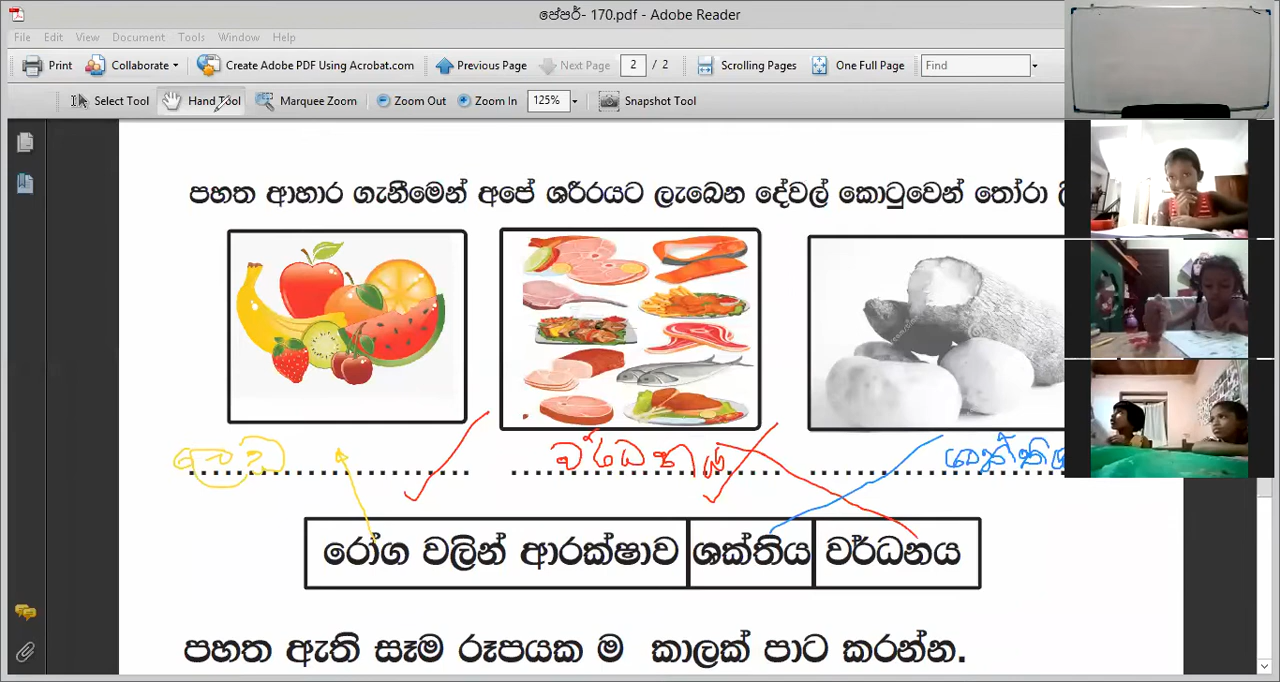 පේපර්- 170.pdf - Adobe Reader
File Edit View Document Tools Window Help
Print Collaborate Create Adobe PDF Using Acrobat.com Previous Page Next Page 2 / 2 Scrolling Pages One Full Page Find
Select Tool Hand Tool Marquee Zoom Zoom Out Zoom In 125% Snapshot Tool
පහත ආහාර ගැනීමෙන් අපේ ශරීරයට ලැබෙන දේවල් කොටුවෙන් තෝරා
වර්ධනය
රෝග වලින් ආරක්ෂාව ශක්තිය වර්ධනය
පහත ඇති සෑම රූපයක ම කාලක් පාට කරන්න.